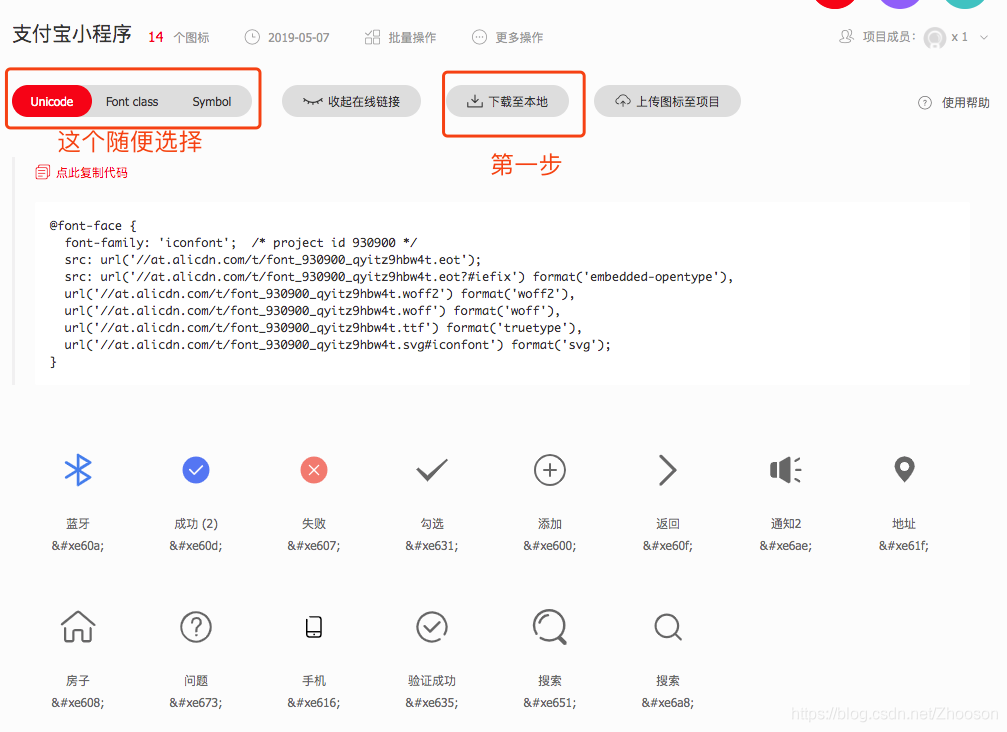 支付宝小程序 14 个图标 2019-05-07 批量操作 更多操作 项目成员: x 1
Unicode Font class Symbol 收起在线链接 下载至本地 上传图标至项目 使用帮助
这个随便选择
第一步
点此复制代码
@font-face {
font-family: 'iconfont';  /* project id 930900 */
src: url('//at.alicdn.com/t/font_930900_qyitz9hbw4t.eot');
src: url('//at.alicdn.com/t/font_930900_qyitz9hbw4t.eot?#iefix') format('embedded-opentype'),
url('//at.alicdn.com/t/font_930900_qyitz9hbw4t.woff2') format('woff2'),
url('//at.alicdn.com/t/font_930900_qyitz9hbw4t.woff') format('woff'),
url('//at.alicdn.com/t/font_930900_qyitz9hbw4t.ttf') format('truetype'),
url('//at.alicdn.com/t/font_930900_qyitz9hbw4t.svg#iconfont') format('svg');
}
蓝牙 成功 (2) 失败 勾选 添加 返回 通知2 地址
&#xe60a; &#xe60d; &#xe607; &#xe631; &#xe600; &#xe60f; &#xe6ae; &#xe61f;
房子 问题 手机 验证成功 搜索 搜索
&#xe608; &#xe673; &#xe616; &#xe635; &#xe651; &#xe6a8;
https://blog.csdn.net/Zhooson